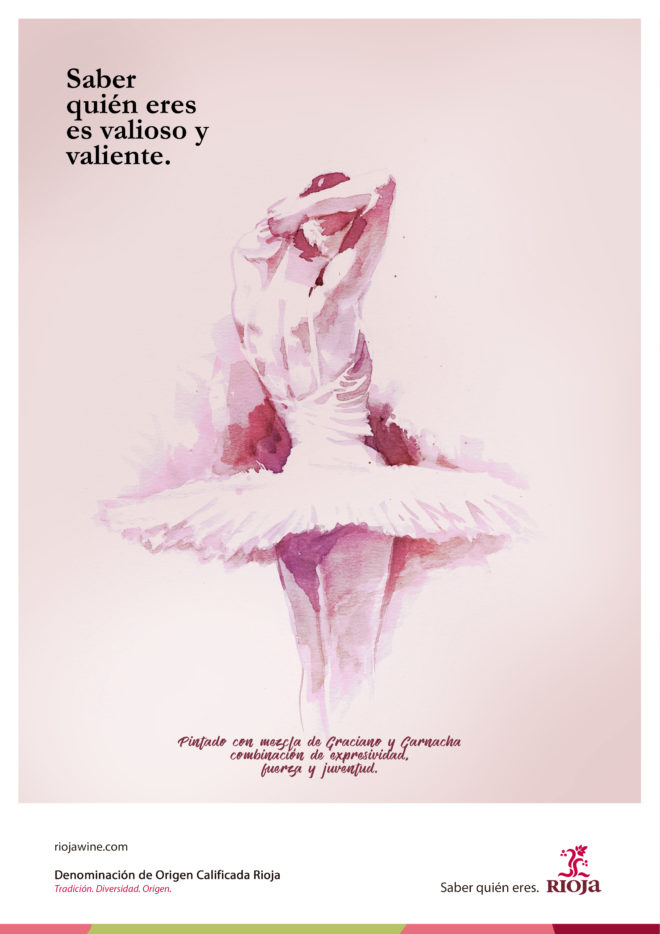 Saber
quién eres
es valioso y
valiente.
Pintado con mezcla de Graciano y Garnacha
combinación de expresividad,
fuerza y juventud.
riojawine.com
Denominación de Origen Calificada Rioja
Tradición. Diversidad. Origen.
Saber quién eres. RIOJa